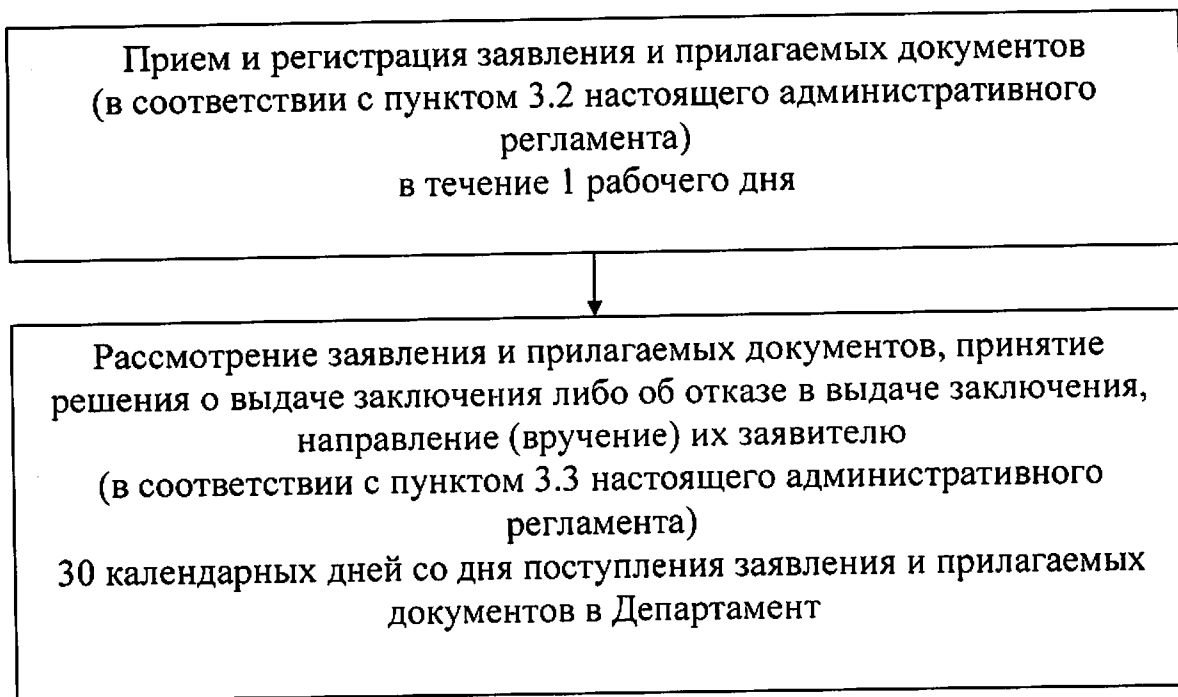 Прием и регистрация заявления и прилагаемых документов
(в соответствии с пунктом 3.2 настоящего административного
регламента)
в течение 1 рабочего дня
Рассмотрение заявления и прилагаемых документов, принятие
решения о выдаче заключения либо об отказе в выдаче заключения,
направление (вручение) их заявителю
(в соответствии с пунктом 3.3 настоящего административного
регламента)
30 календарных дней со дня поступления заявления и прилагаемых
документов в Департамент